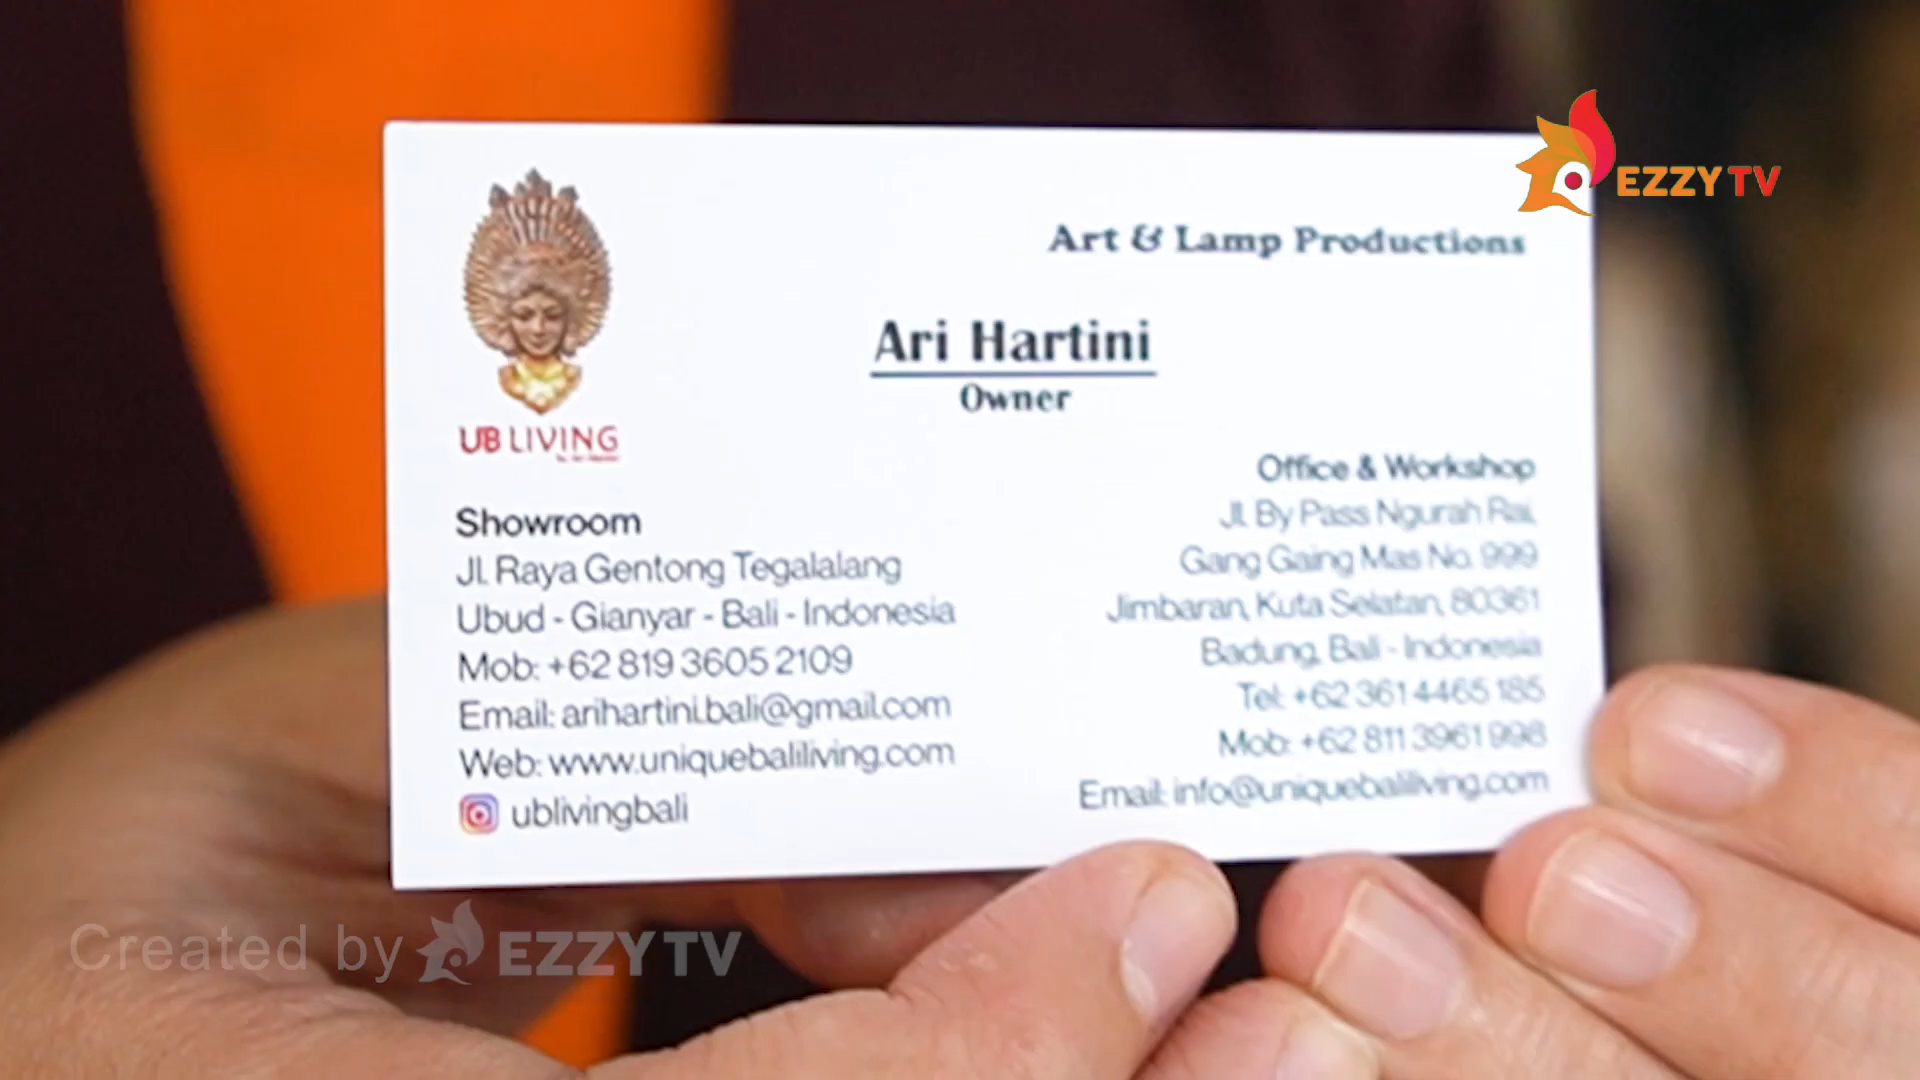 EZZY TV
Art & Lamp Productions
Ari Hartini
Owner
UB LIVING
Showroom
Jl. Raya Gentong Tegalalang
Ubud - Gianyar - Bali - Indonesia
Mob: +62 819 3605 2109
Email: arihartini.bali@gmail.com
Web: www.uniquebaliliving.com
ublivingbali
Office & Workshop
Jl. By Pass Ngurah Rai,
Gang Gaing Mas No. 999
Jimbaran, Kuta Selatan, 80361
Badung, Bali - Indonesia
Tel: +62 361 4465 185
Mob: +62 811 3961 998
Email: info@uniquebaliliving.com
Created by EZZY TV